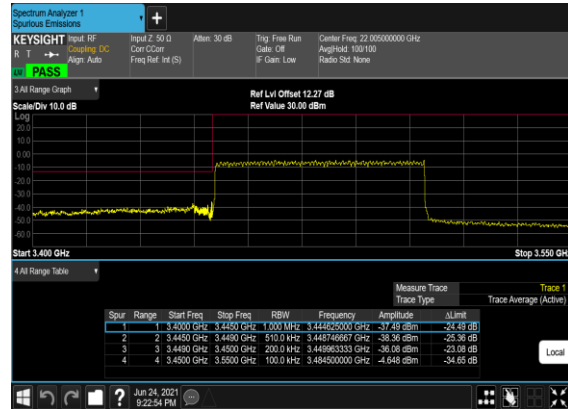 Spectrum Analyzer 1
Spurious Emissions
+
KEYSIGHT Input: RF Input Z: 50 Ω Atten: 30 dB Trig: Free Run Center Freq: 22.005000000 GHz
R T Coupling: DC Corr CCorr Gate: Off Avg|Hold: 100/100
Align: Auto Freq Ref: Int (S) IF Gain: Low Radio Std: None
LW PASS
3 All Range Graph Ref Lvl Offset 12.27 dB
Scale/Div 10.0 dB Ref Value 30.00 dBm
Log
20.0
10.0
0.00
-10.0
-20.0
-30.0
-40.0
-50.0
-60.0
Start 3.400 GHz Stop 3.550 GHz
4 All Range Table
Measure Trace Trace 1
Trace Type Trace Average (Active)
Spur Range Start Freq Stop Freq RBW Frequency Amplitude ΔLimit
1 1 3.4000 GHz 3.4450 GHz 1.000 MHz 3.444625000 GHz -37.49 dBm -24.49 dB
2 2 3.4450 GHz 3.4490 GHz 510.0 kHz 3.448746667 GHz -38.36 dBm -25.36 dB
3 3 3.4490 GHz 3.4500 GHz 200.0 kHz 3.449963333 GHz -36.08 dBm -23.08 dB
4 4 3.4500 GHz 3.5500 GHz 100.0 kHz 3.484500000 GHz -4.648 dBm -34.65 dB
Local
? Jun 24, 2021
9:22:54 PM